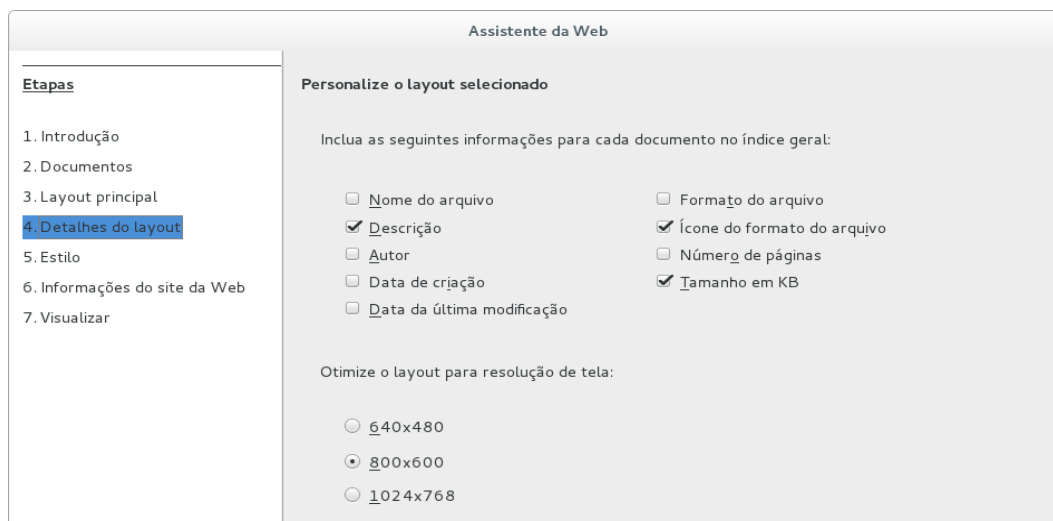 Assistente da Web
Etapas
1. Introdução
2. Documentos
3. Layout principal
4. Detalhes do layout
5. Estilo
6. Informações do site da Web
7. Visualizar
Personalize o layout selecionado
Inclua as seguintes informações para cada documento no índice geral:
Nome do arquivo
Descrição
Autor
Data de criação
Data da última modificação
Formato do arquivo
Ícone do formato do arquivo
Número de páginas
Tamanho em KB
Otimize o layout para resolução de tela:
640x480
800x600
1024x768